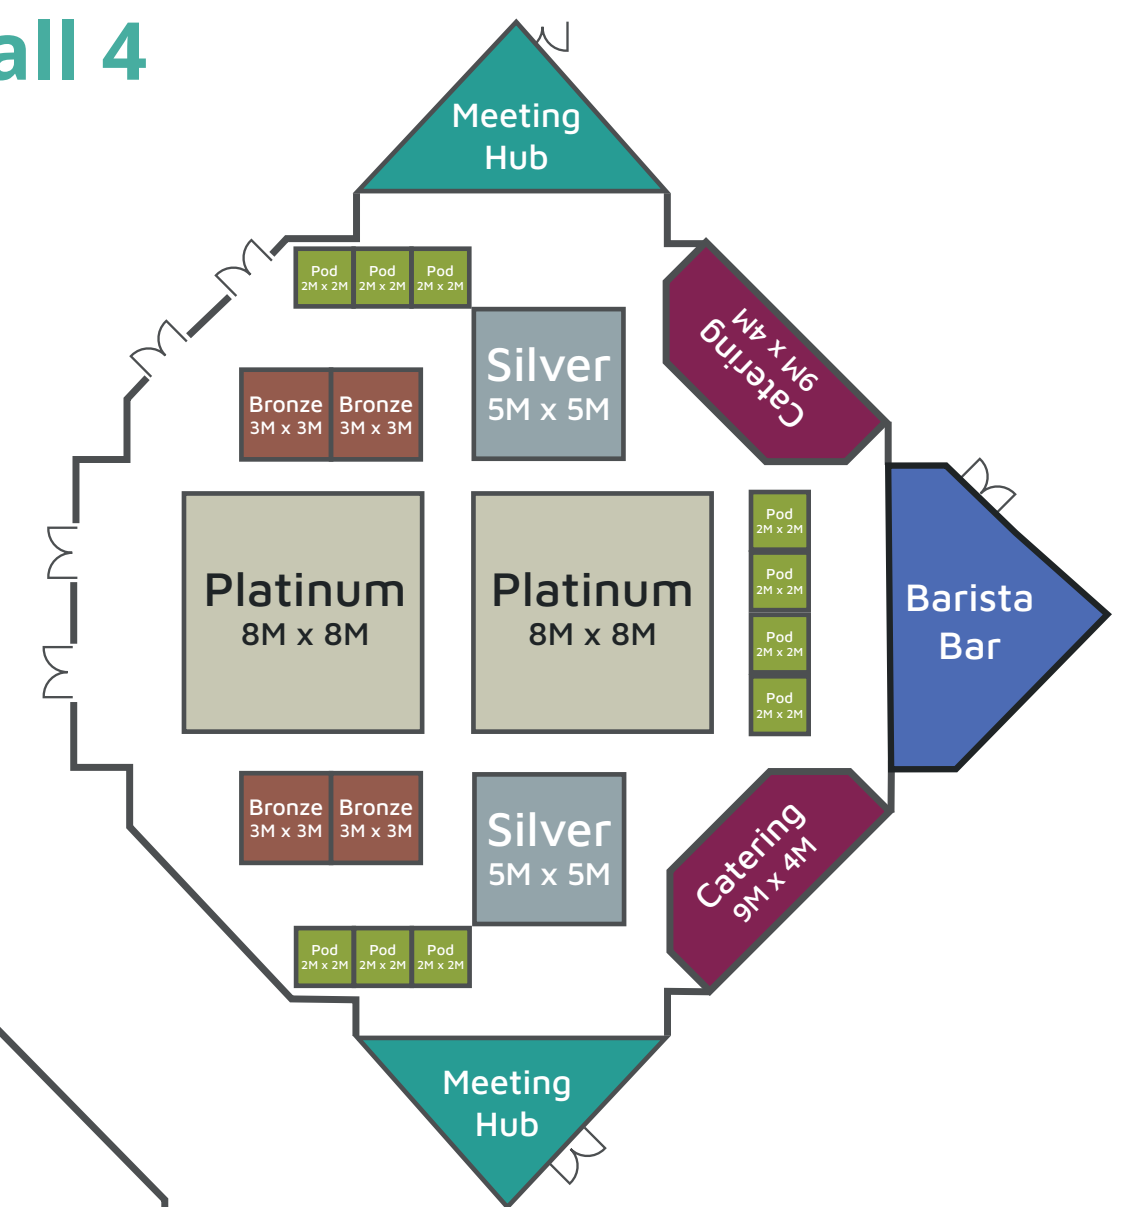 all 4
Meeting
Hub
Pod
2M x 2M
Pod
2M x 2M
Pod
2M x 2M
Silver
5M x 5M
Catering
9M x 4M
Bronze
3M x 3M
Bronze
3M x 3M
Platinum
8M x 8M
Platinum
8M x 8M
Pod
2M x 2M
Pod
2M x 2M
Pod
2M x 2M
Pod
2M x 2M
Barista
Bar
Bronze
3M x 3M
Bronze
3M x 3M
Silver
5M x 5M
Catering
9M x 4M
Pod
2M x 2M
Pod
2M x 2M
Pod
2M x 2M
Meeting
Hub